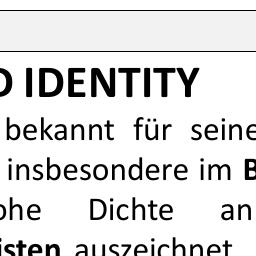 D IDENTITY
bekannt für seine
insbesondere im B
ohe Dichte an
isten auszeichnet.